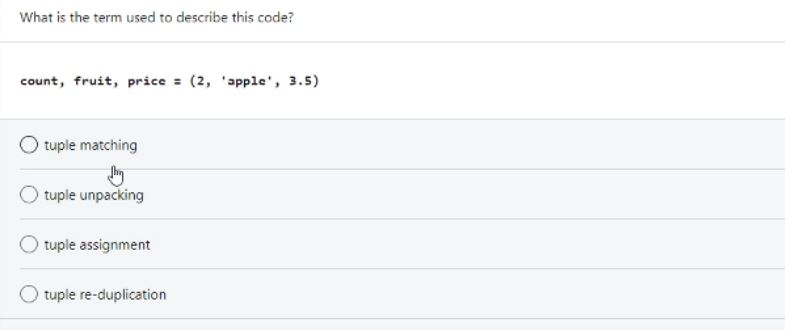 What is the term used to describe this code?
count, fruit, price = (2, 'apple', 3.5)
tuple matching
tuple unpacking
tuple assignment
tuple re-duplication